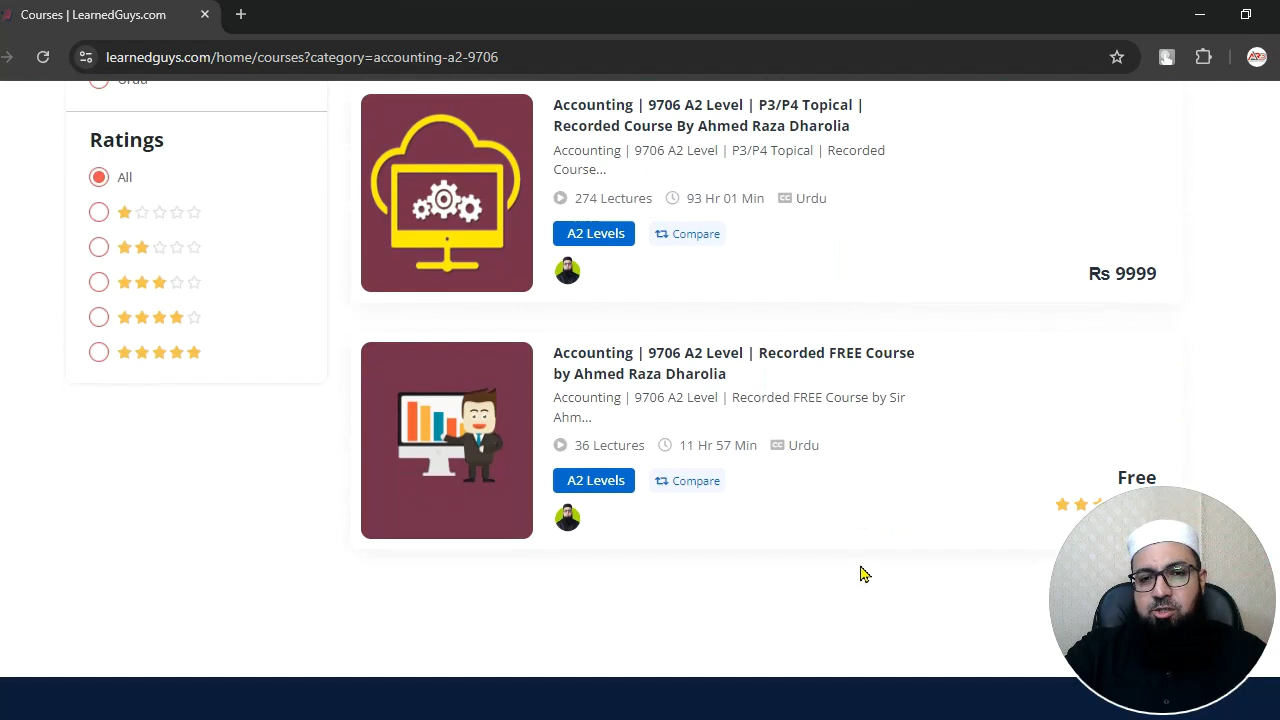 Courses | LearnedGuys.com
learnedguys.com/home/courses?category=accounting-a2-9706
Urdu
Ratings
All
Accounting | 9706 A2 Level | P3/P4 Topical |
Recorded Course By Ahmed Raza Dharolia
Accounting | 9706 A2 Level | P3/P4 Topical | Recorded
Course...
274 Lectures 93 Hr 01 Min CC Urdu
A2 Levels Compare
Rs 9999
Accounting | 9706 A2 Level | Recorded FREE Course
by Ahmed Raza Dharolia
Accounting | 9706 A2 Level | Recorded FREE Course by Sir
Ahm...
36 Lectures 11 Hr 57 Min CC Urdu
A2 Levels Compare
Free